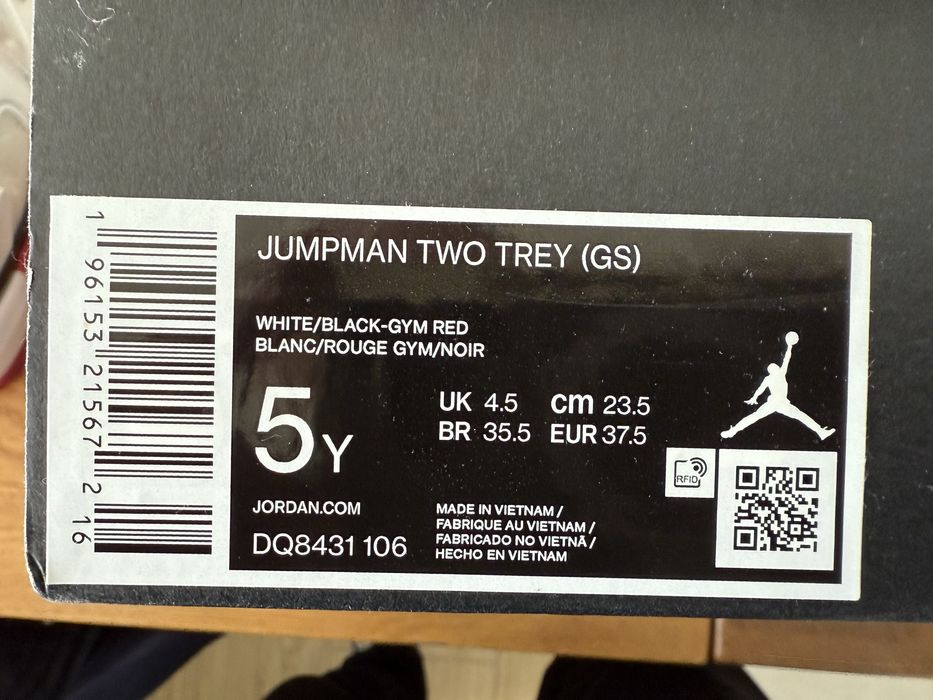 1 96153 21567 2 16
JUMPMAN TWO TREY (GS)
WHITE/BLACK-GYM RED
BLANC/ROUGE GYM/NOIR
5Y
UK 4.5 cm 23.5
BR 35.5 EUR 37.5
RFID
JORDAN.COM
DQ8431 106
MADE IN VIETNAM /
FABRIQUE AU VIETNAM /
FABRICADO NO VIETNÃ /
HECHO EN VIETNAM